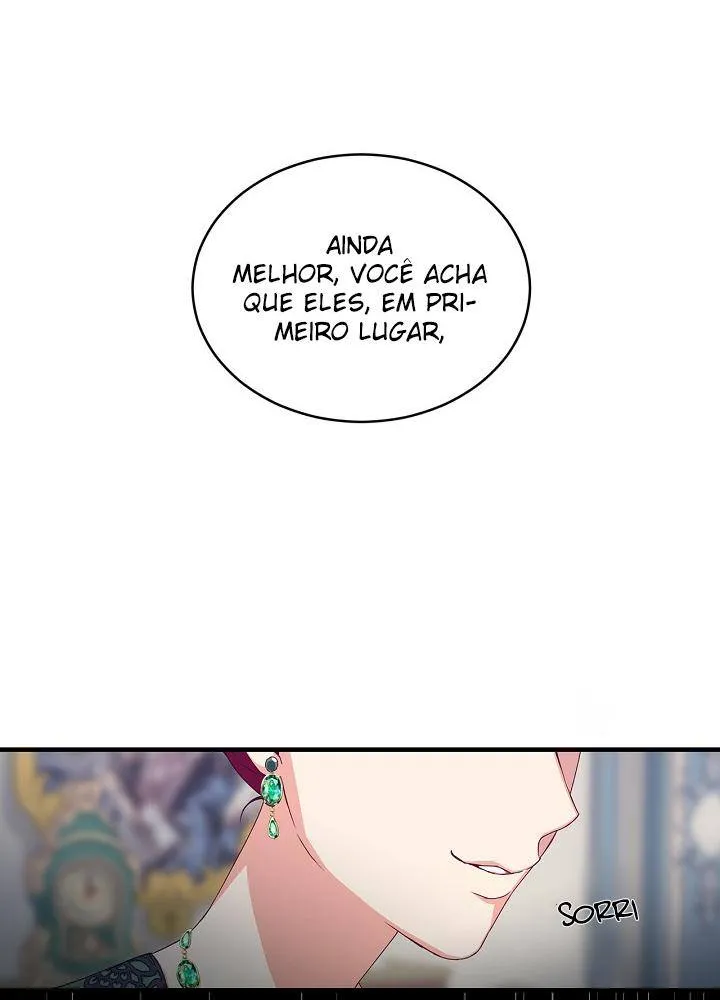 AINDA
MELHOR, VOCÊ ACHA
QUE ELES, EM PRI-
MEIRO LUGAR,
SORRI